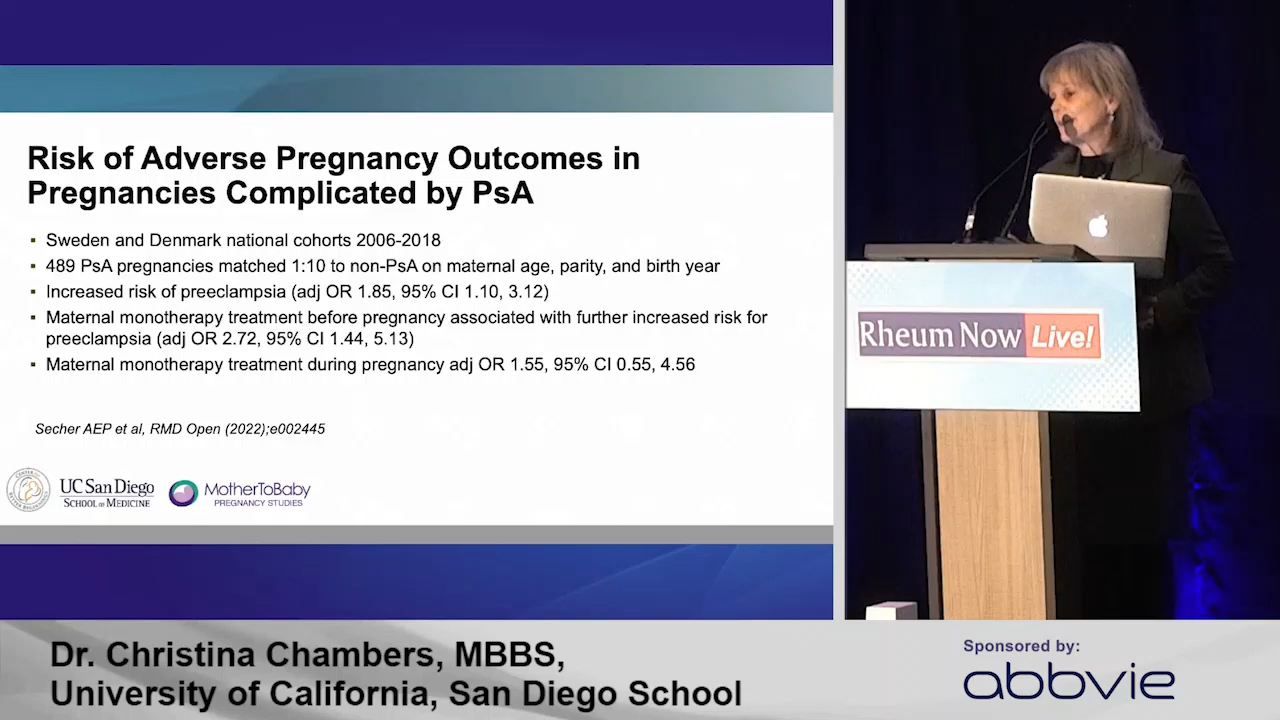 Risk of Adverse Pregnancy Outcomes in
Pregnancies Complicated by PsA
▪ Sweden and Denmark national cohorts 2006-2018
▪ 489 PsA pregnancies matched 1:10 to non-PsA on maternal age, parity, and birth year
▪ Increased risk of preeclampsia (adj OR 1.85, 95% CI 1.10, 3.12)
▪ Maternal monotherapy treatment before pregnancy associated with further increased risk for
preeclampsia (adj OR 2.72, 95% CI 1.44, 5.13)
▪ Maternal monotherapy treatment during pregnancy adj OR 1.55, 95% CI 0.55, 4.56
Secher AEP et al, RMD Open (2022);e002445
UC San Diego
SCHOOL OF MEDICINE
MotherToBaby
PREGNANCY STUDIES
Rheum Now Live!
Dr. Christina Chambers, MBBS,
University of California, San Diego School
Sponsored by:
abbvie